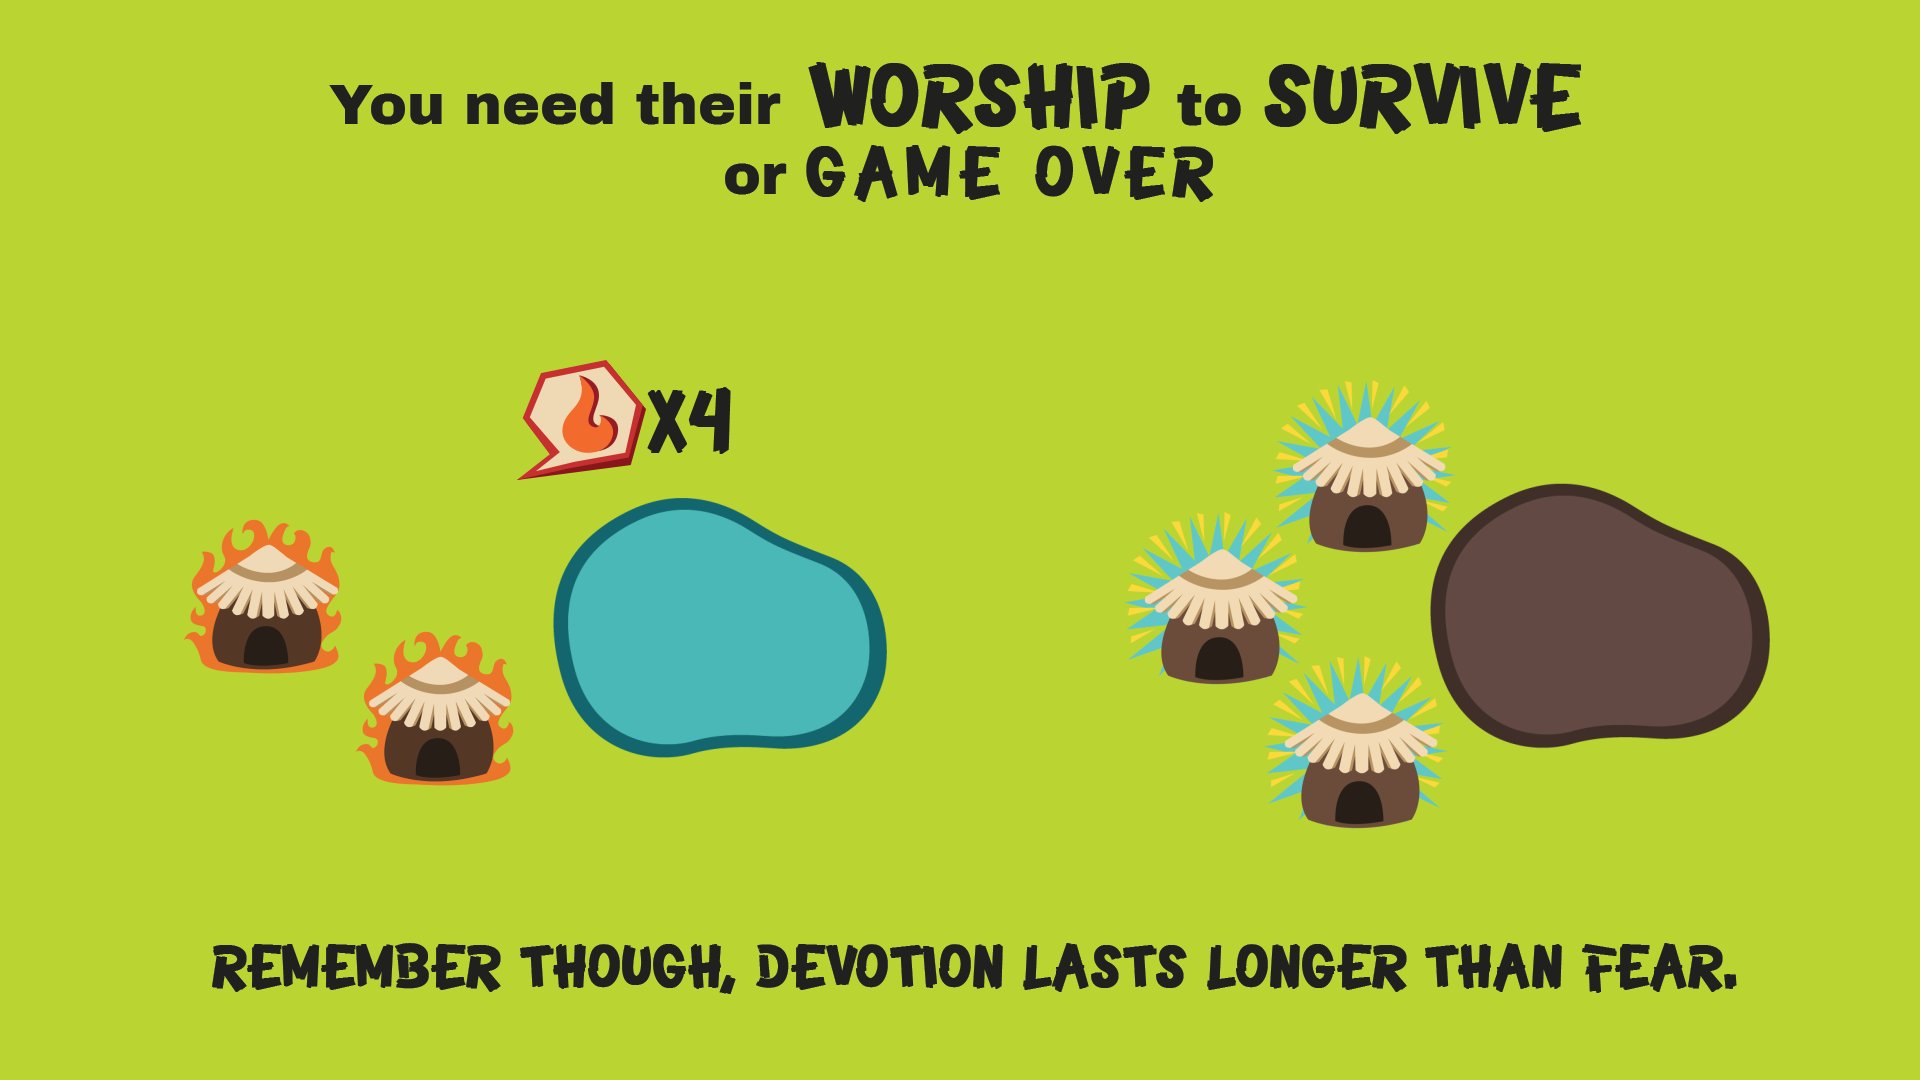 You need their WORSHIP to SURVIVE
or GAME OVER
X4
REMEMBER THOUGH, DEVOTION LASTS LONGER THAN FEAR.